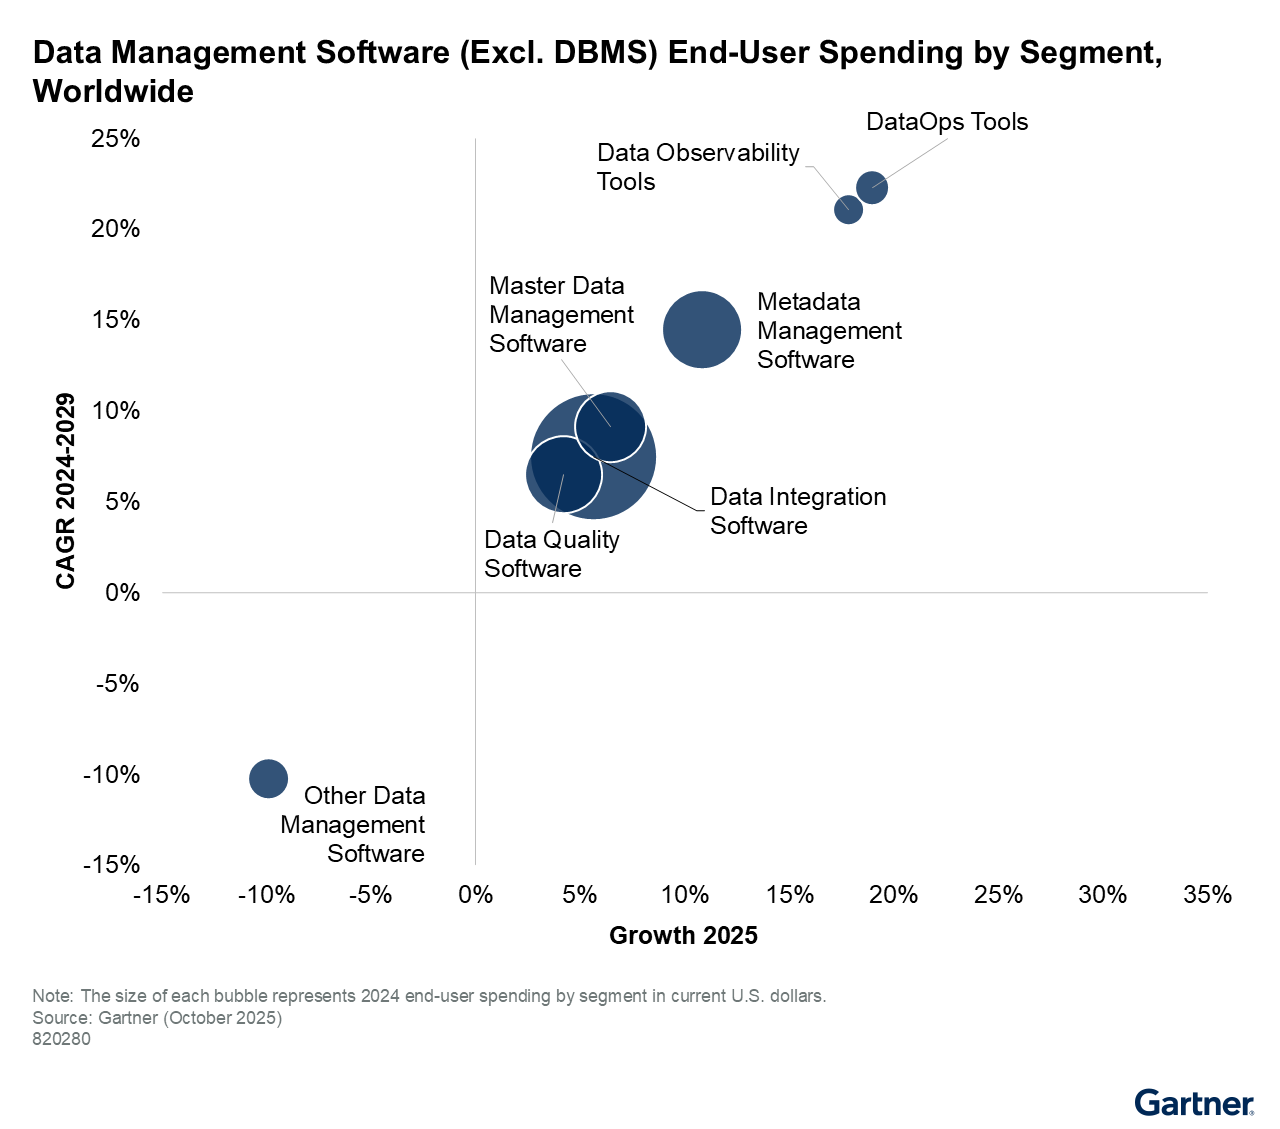 Data Management Software (Excl. DBMS) End-User Spending by Segment,
Worldwide
25%
20%
15%
10%
5%
0%
-5%
-10%
-15%
CAGR 2024-2029
DataOps Tools
Data Observability
Tools
Master Data
Management
Software
Metadata
Management
Software
Data Integration
Software
Data Quality
Software
Other Data
Management
Software
-15%
-10%
-5%
0%
5%
10%
15%
20%
25%
30%
35%
Growth 2025
Note: The size of each bubble represents 2024 end-user spending by segment in current U.S. dollars.
Source: Gartner (October 2025)
820280
Gartner®